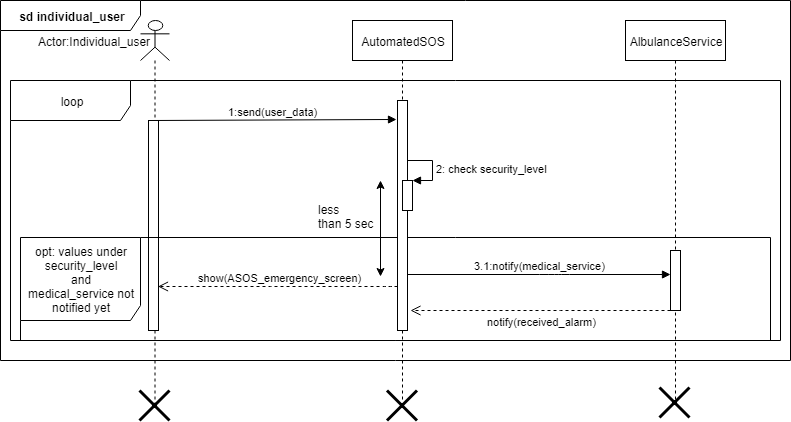 sd individual_user
Actor:Individual_user
AutomatedSOS
AlbulanceService
loop
1:send(user_data)
2: check security_level
less
than 5 sec
opt: values under
security_level
and
medical_service not
notified yet
3.1:notify(medical_service)
show(ASOS_emergency_screen)
notify(received_alarm)